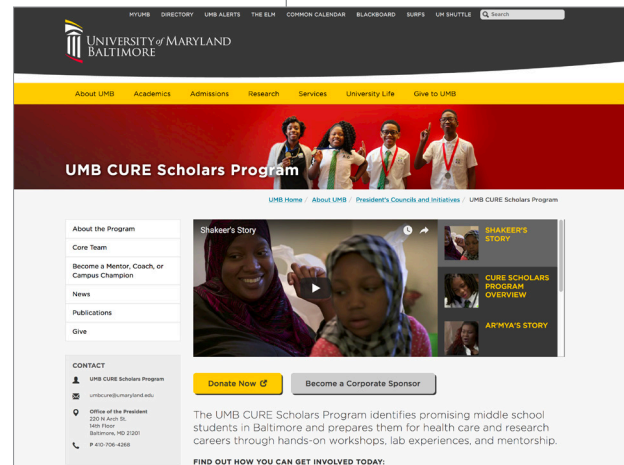 MYUMB DIRECTORY UMB ALERTS THE ELM COMMON CALENDAR BLACKBOARD SURFS UM SHUTTLE Search
UNIVERSITY of MARYLAND
BALTIMORE
About UMB Academics Admissions Research Services University Life Give to UMB
UMB CURE Scholars Program
UMB Home / About UMB / President's Councils and Initiatives / UMB CURE Scholars Program
About the Program
Core Team
Become a Mentor, Coach, or
Campus Champion
News
Publications
Give
Shakeer's Story
SHAKEER'S
STORY
CURE SCHOLARS
PROGRAM
OVERVIEW
AR'MYA'S STORY
CONTACT
UMB CURE Scholars Program
umbcure@umaryland.edu
Office of the President
220 N Arch St.
14th Floor
Baltimore, MD 21201
P 410-706-4268
Donate Now
Become a Corporate Sponsor
The UMB CURE Scholars Program identifies promising middle school
students in Baltimore and prepares them for health care and research
careers through hands-on workshops, lab experiences, and mentorship.
FIND OUT HOW YOU CAN GET INVOLVED TODAY: